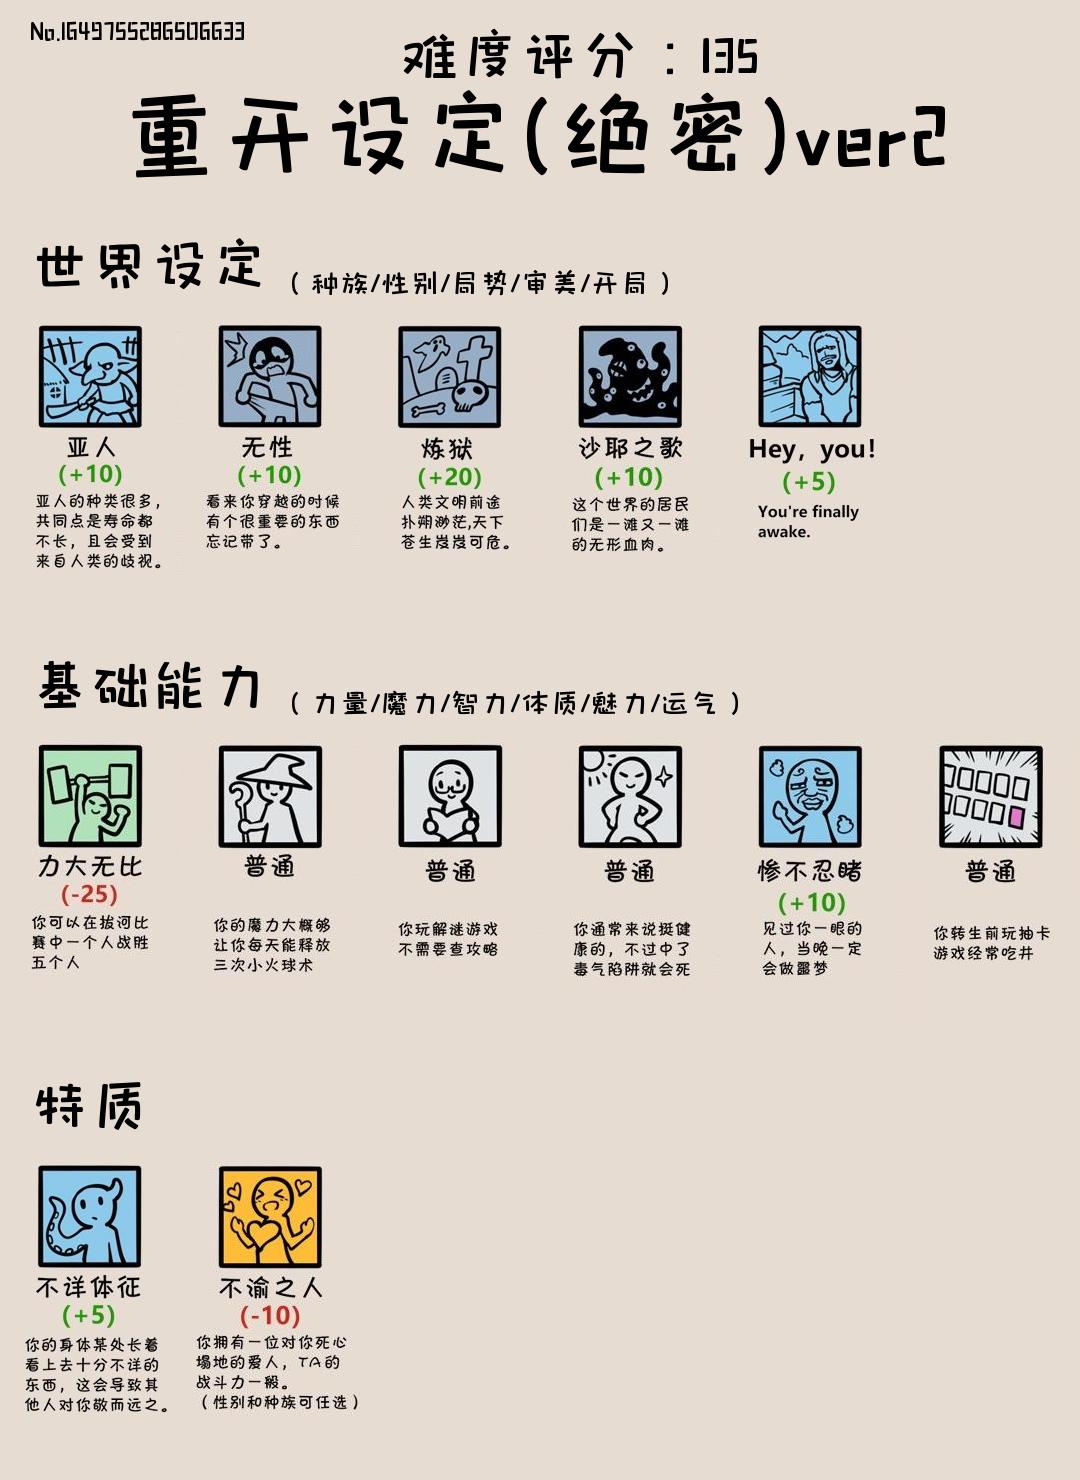 No.1649755286506633
难度评分：135
重开设定(绝密)ver2
世界设定
（种族/性别/局势/审美/开局）
亚人
(+10)
亚人的种类很多，
共同点是寿命都
不长，且会受到
来自人类的歧视。
无性
(+10)
看来你穿越的时候
有个很重要的东西
忘记带了。
炼狱
(+20)
人类文明前途
扑朔渺茫,天下
苍生岌岌可危。
沙耶之歌
(+10)
这个世界的居民
们是一滩又一滩
的无形血肉。
Hey, you!
(+5)
You're finally
awake.
基础能力
（力量/魔力/智力/体质/魅力/运气）
力大无比
(-25)
你可以在拔河比
赛中一个人战胜
五个人
普通
你的魔力大概够
让你每天能释放
三次小火球术
普通
你玩解谜游戏
不需要查攻略
普通
你通常来说挺健
康的，不过中了
毒气陷阱就会死
惨不忍睹
(+10)
见过你一眼的
人，当晚一定
会做噩梦
普通
你转生前玩抽卡
游戏经常吃井
特质
不详体征
(+5)
你的身体某处长着
看上去十分不详的
东西，这会导致其
他人对你敬而远之。
不渝之人
(-10)
你拥有一位对你死心
塌地的爱人，TA的
战斗力一般。
（性别和种族可任选）